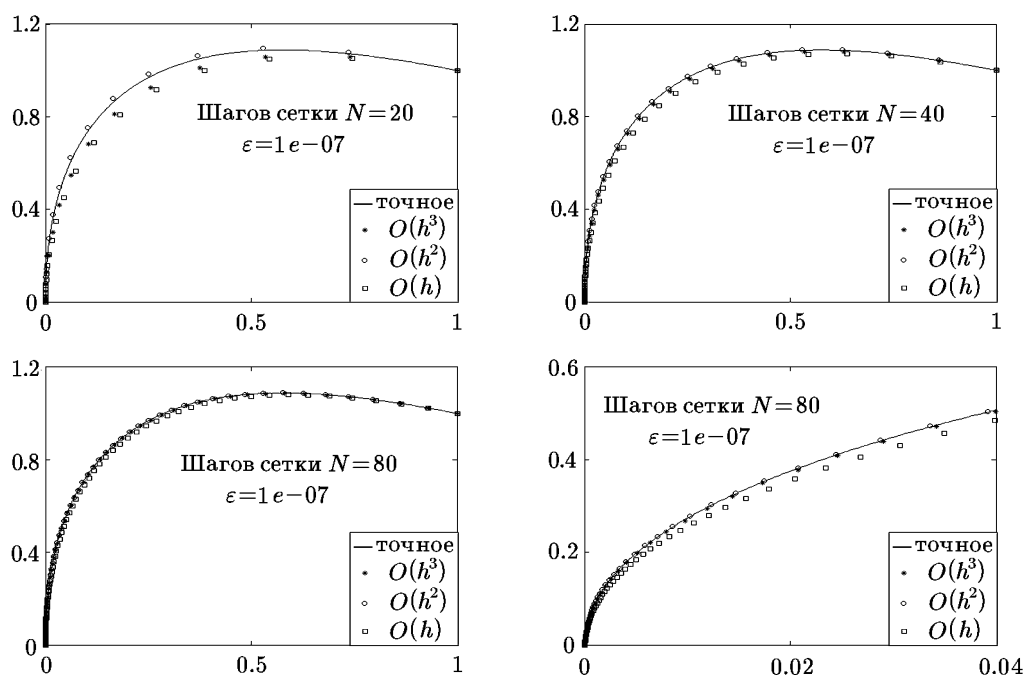 1.2
0.8
0.4
0
0
0.5
1
Шагов сетки N=20
ε=1e−07
точное
O(h³)
O(h²)
O(h)
1.2
0.8
0.4
0
0
0.5
1
Шагов сетки N=40
ε=1e−07
точное
O(h³)
O(h²)
O(h)
1.2
0.8
0.4
0
0
0.5
1
Шагов сетки N=80
ε=1e−07
точное
O(h³)
O(h²)
O(h)
0.6
0.4
0.2
0
0
0.02
0.04
Шагов сетки N=80
ε=1e−07
точное
O(h³)
O(h²)
O(h)